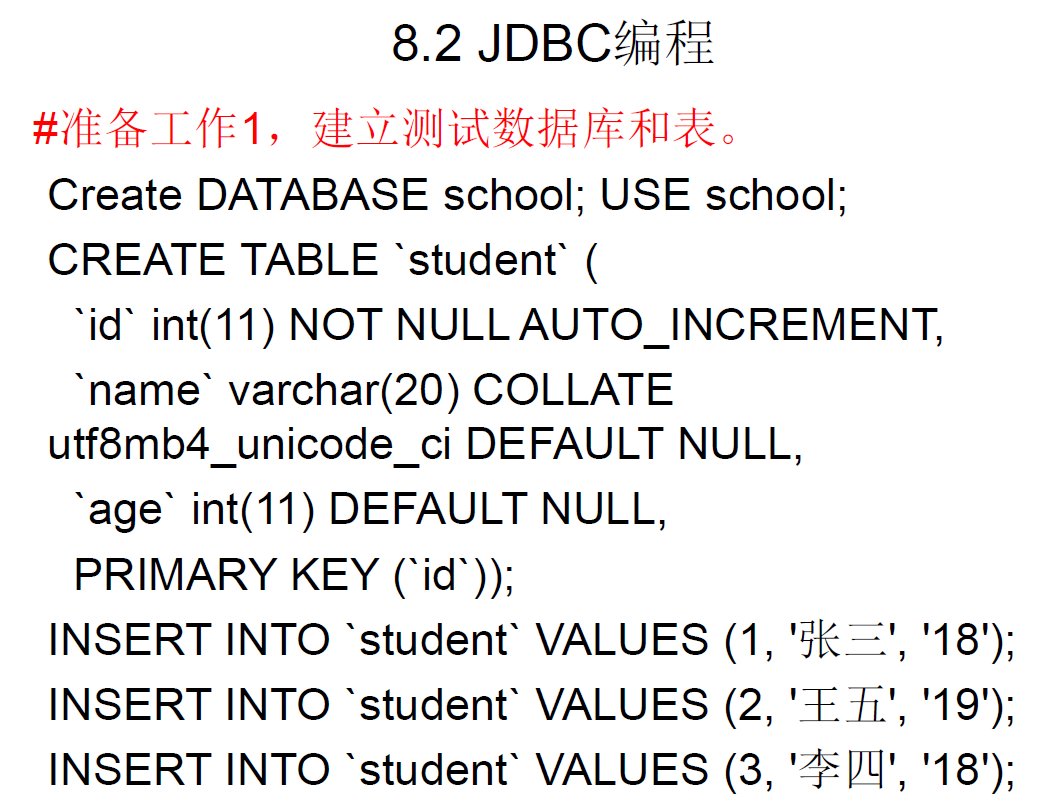 8.2 JDBC编程
#准备工作1，建立测试数据库和表。
Create DATABASE school; USE school;
CREATE TABLE `student` (
`id` int(11) NOT NULL AUTO_INCREMENT,
`name` varchar(20) COLLATE
utf8mb4_unicode_ci DEFAULT NULL,
`age` int(11) DEFAULT NULL,
PRIMARY KEY (`id`));
INSERT INTO `student` VALUES (1, '张三', '18');
INSERT INTO `student` VALUES (2, '王五', '19');
INSERT INTO `student` VALUES (3, '李四', '18');